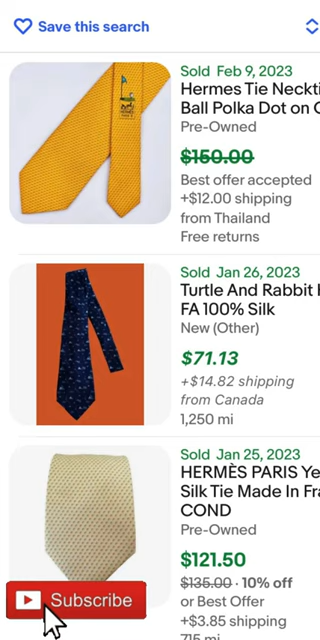 Save this search
Sold Feb 9, 2023
Hermes Tie Neckti
Ball Polka Dot on
Pre-Owned
$150.00
Best offer accepted
+$12.00 shipping
from Thailand
Free returns
Sold Jan 26, 2023
Turtle And Rabbit
FA 100% Silk
New (Other)
$71.13
+$14.82 shipping
from Canada
1,250 mi
Sold Jan 25, 2023
HERMÈS PARIS Ye
Silk Tie Made In Fra
COND
Pre-Owned
$121.50
$135.00 · 10% off
or Best Offer
+$3.85 shipping
715 mi
Subscribe